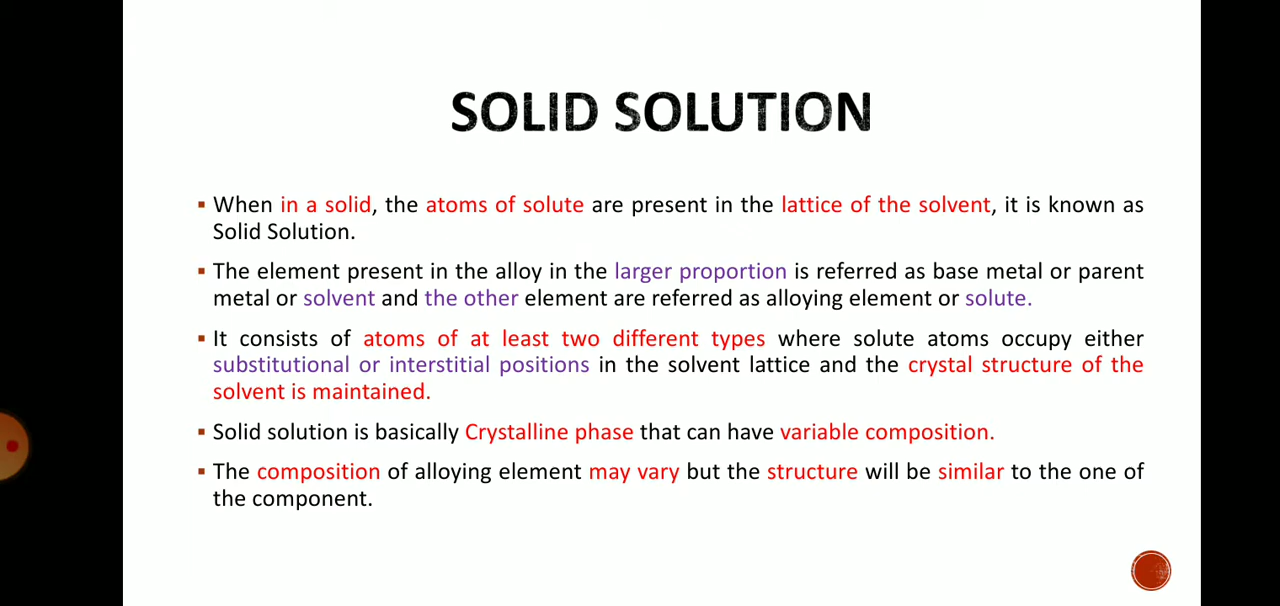 SOLID SOLUTION
▪ When in a solid, the atoms of solute are present in the lattice of the solvent, it is known as
Solid Solution.
▪ The element present in the alloy in the larger proportion is referred as base metal or parent
metal or solvent and the other element are referred as alloying element or solute.
▪ It consists of atoms of at least two different types where solute atoms occupy either
substitutional or interstitial positions in the solvent lattice and the crystal structure of the
solvent is maintained.
▪ Solid solution is basically Crystalline phase that can have variable composition.
▪ The composition of alloying element may vary but the structure will be similar to the one of
the component.